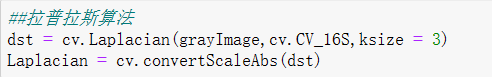 ##拉普拉斯算法
dst = cv.Laplacian(grayImage,cv.CV_16S,ksize = 3)
Laplacian = cv.convertScaleAbs(dst)